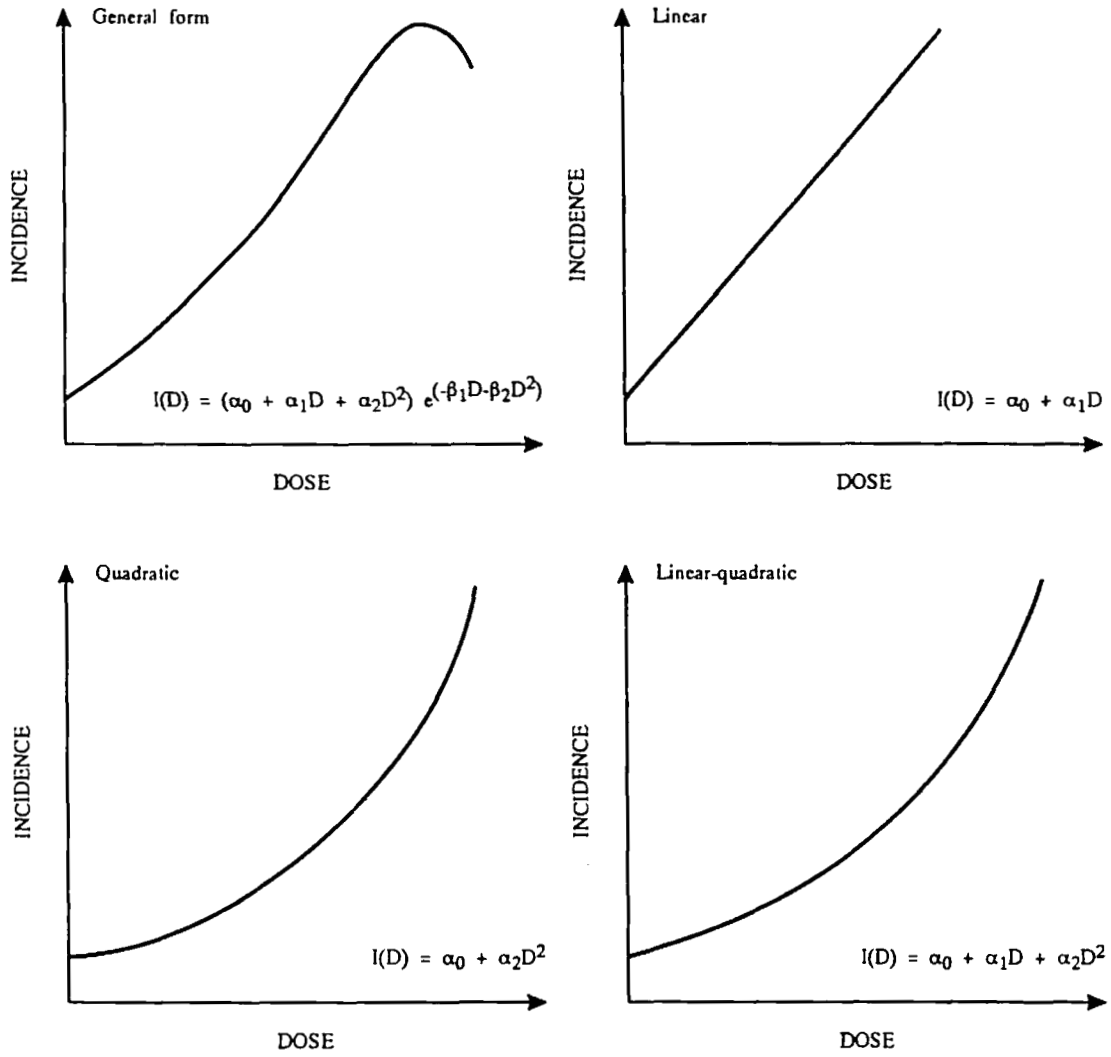 General form
INCIDENCE
I(D) = (α₀ + α₁D + α₂D²) e^(-β₁D-β₂D²)
DOSE
Linear
INCIDENCE
I(D) = α₀ + α₁D
DOSE
Quadratic
INCIDENCE
I(D) = α₀ + α₂D²
DOSE
Linear-quadratic
INCIDENCE
I(D) = α₀ + α₁D + α₂D²
DOSE